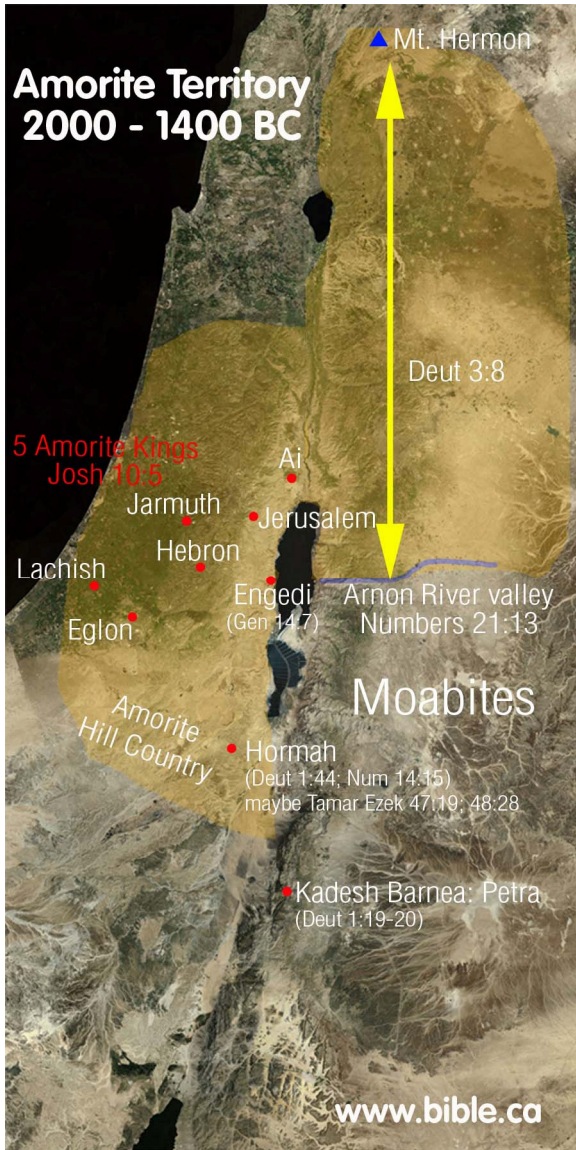 Mt. Hermon
Amorite Territory
2000 - 1400 BC
Deut 3:8
5 Amorite Kings
Josh 10:5
Ai
Jarmuth
Jerusalem
Hebron
Lachish
Engedi
(Gen 14:7)
Eglon
Arnon River valley
Numbers 21:13
Moabites
Amorite
Hill Country
Hormah
(Deut 1:44; Num 14:15)
maybe Tamar Ezek 47:19; 48:28
Kadesh Barnea: Petra
(Deut 1:19-20)
www.bible.ca